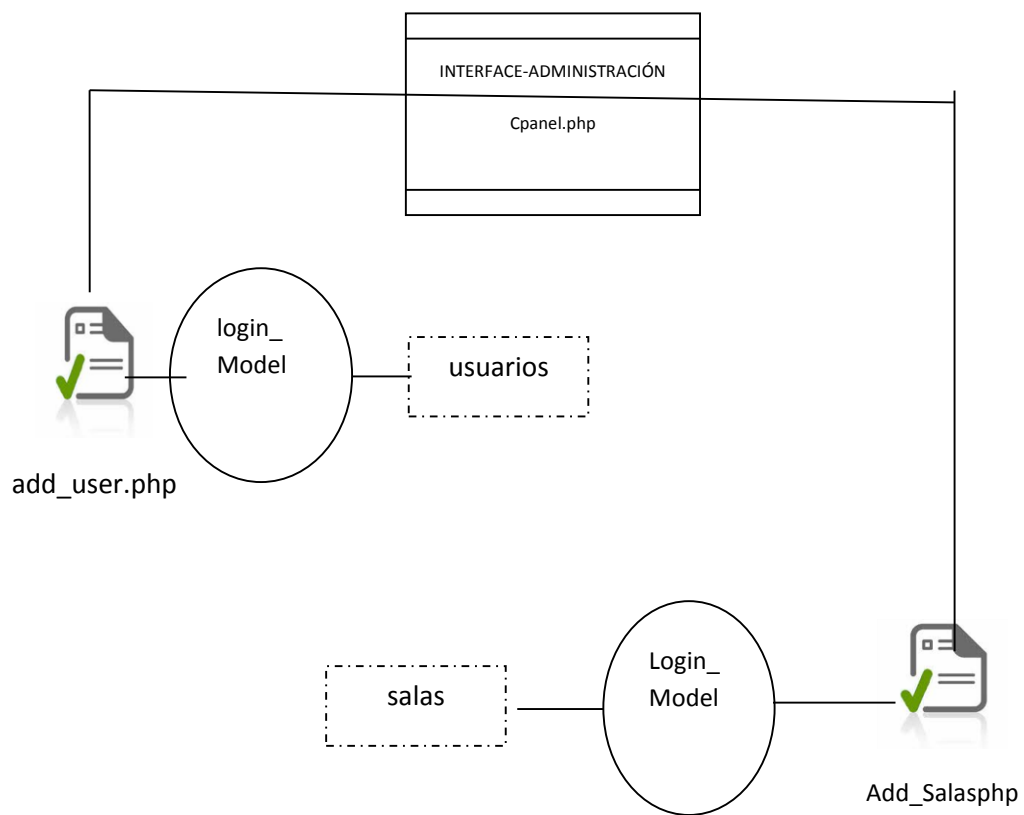 INTERFACE-ADMINISTRACIÓN
Cpanel.php
login_
Model
usuarios
add_user.php
Login_
Model
salas
Add_Salasphp